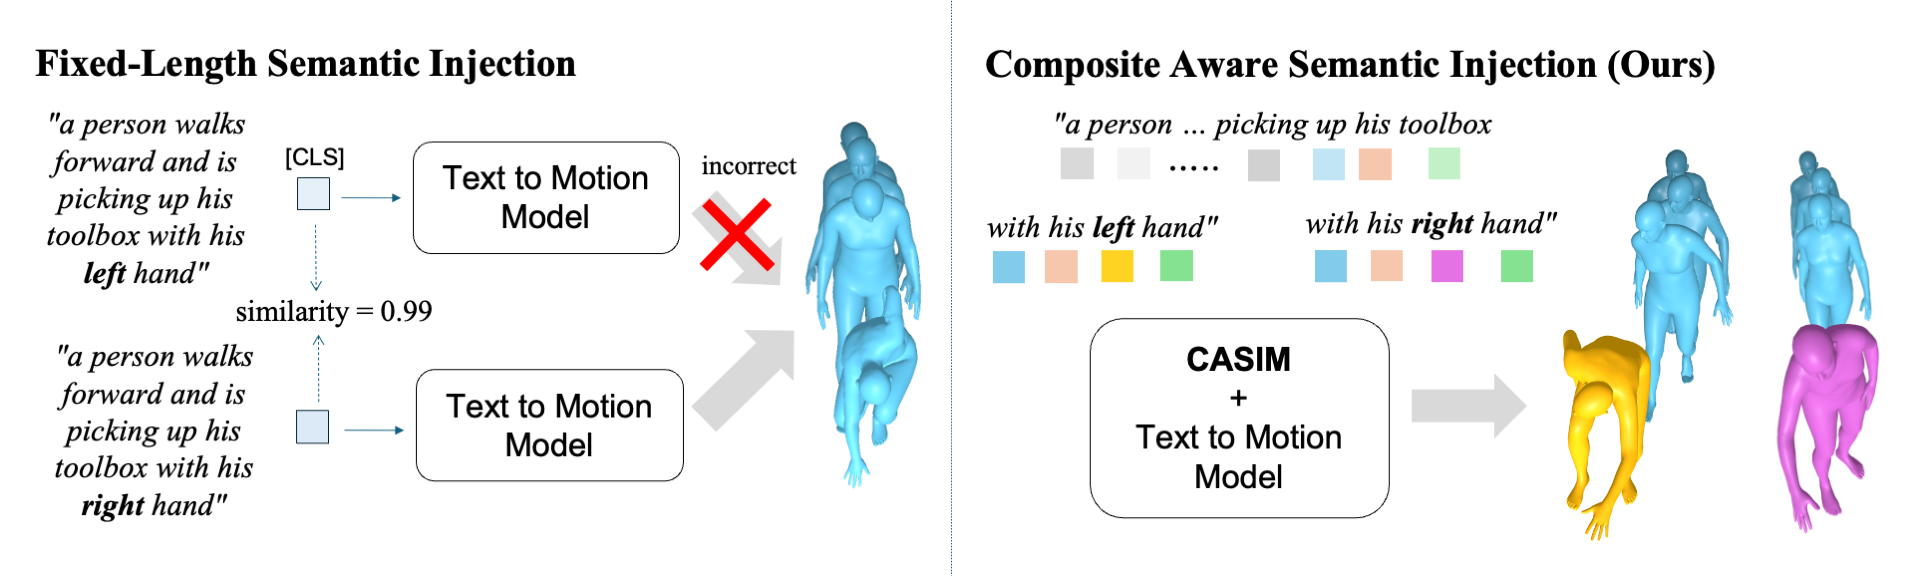 Fixed-Length Semantic Injection
"a person walks
forward and is
picking up his
toolbox with his
left hand"
[CLS]
Text to Motion
Model
incorrect
similarity = 0.99
"a person walks
forward and is
picking up his
toolbox with his
right hand"
Text to Motion
Model
Composite Aware Semantic Injection (Ours)
"a person ... picking up his toolbox
.....
with his left hand"
with his right hand"
CASIM
+
Text to Motion
Model